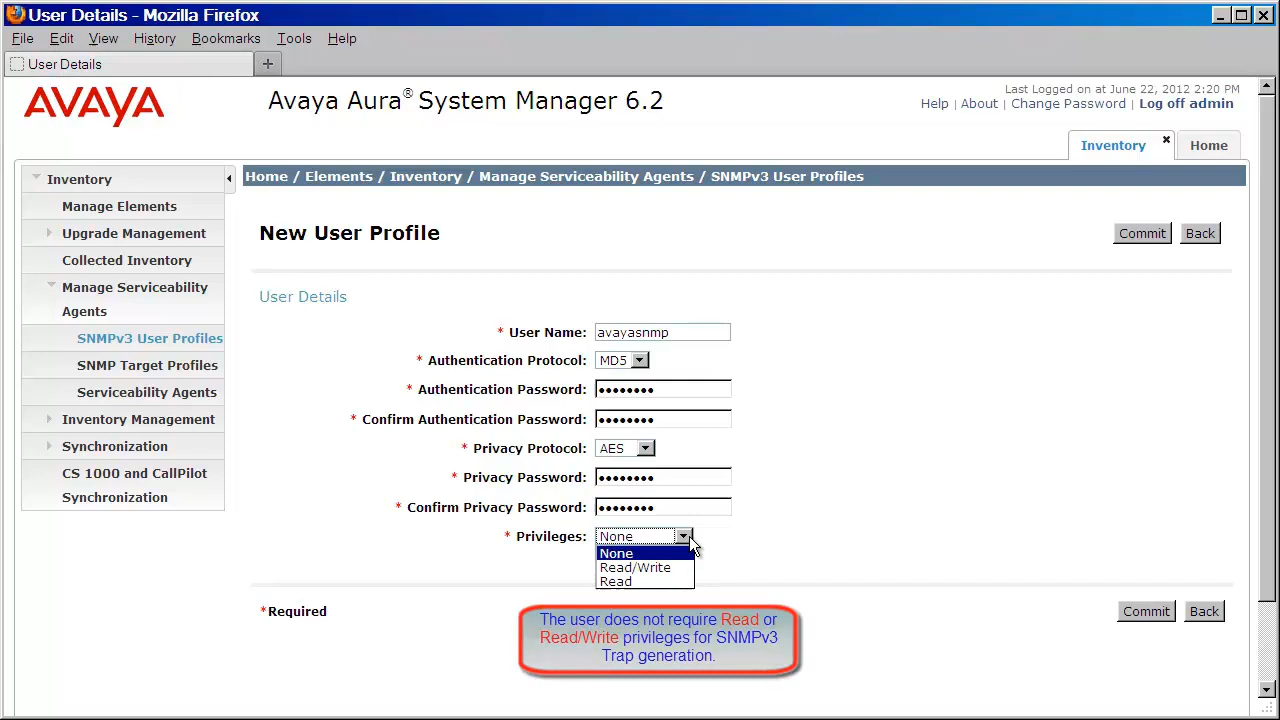 User Details - Mozilla Firefox
File Edit View History Bookmarks Tools Help
User Details
AVAYA
Avaya Aura® System Manager 6.2
Last Logged on at June 22, 2012 2:20 PM
Help | About | Change Password | Log off admin
Inventory
Home
Inventory
Manage Elements
Upgrade Management
Collected Inventory
Manage Serviceability
Agents
SNMPv3 User Profiles
SNMP Target Profiles
Serviceability Agents
Inventory Management
Synchronization
CS 1000 and CallPilot
Synchronization
Home / Elements / Inventory / Manage Serviceability Agents / SNMPv3 User Profiles
New User Profile
Commit Back
User Details
* User Name: avayasnmp
* Authentication Protocol: MD5
* Authentication Password: ••••••••
* Confirm Authentication Password: ••••••••
* Privacy Protocol: AES
* Privacy Password: ••••••••
* Confirm Privacy Password: ••••••••
* Privileges: None
None
Read/Write
Read
*Required
Commit Back
The user does not require Read or
Read/Write privileges for SNMPv3
Trap generation.